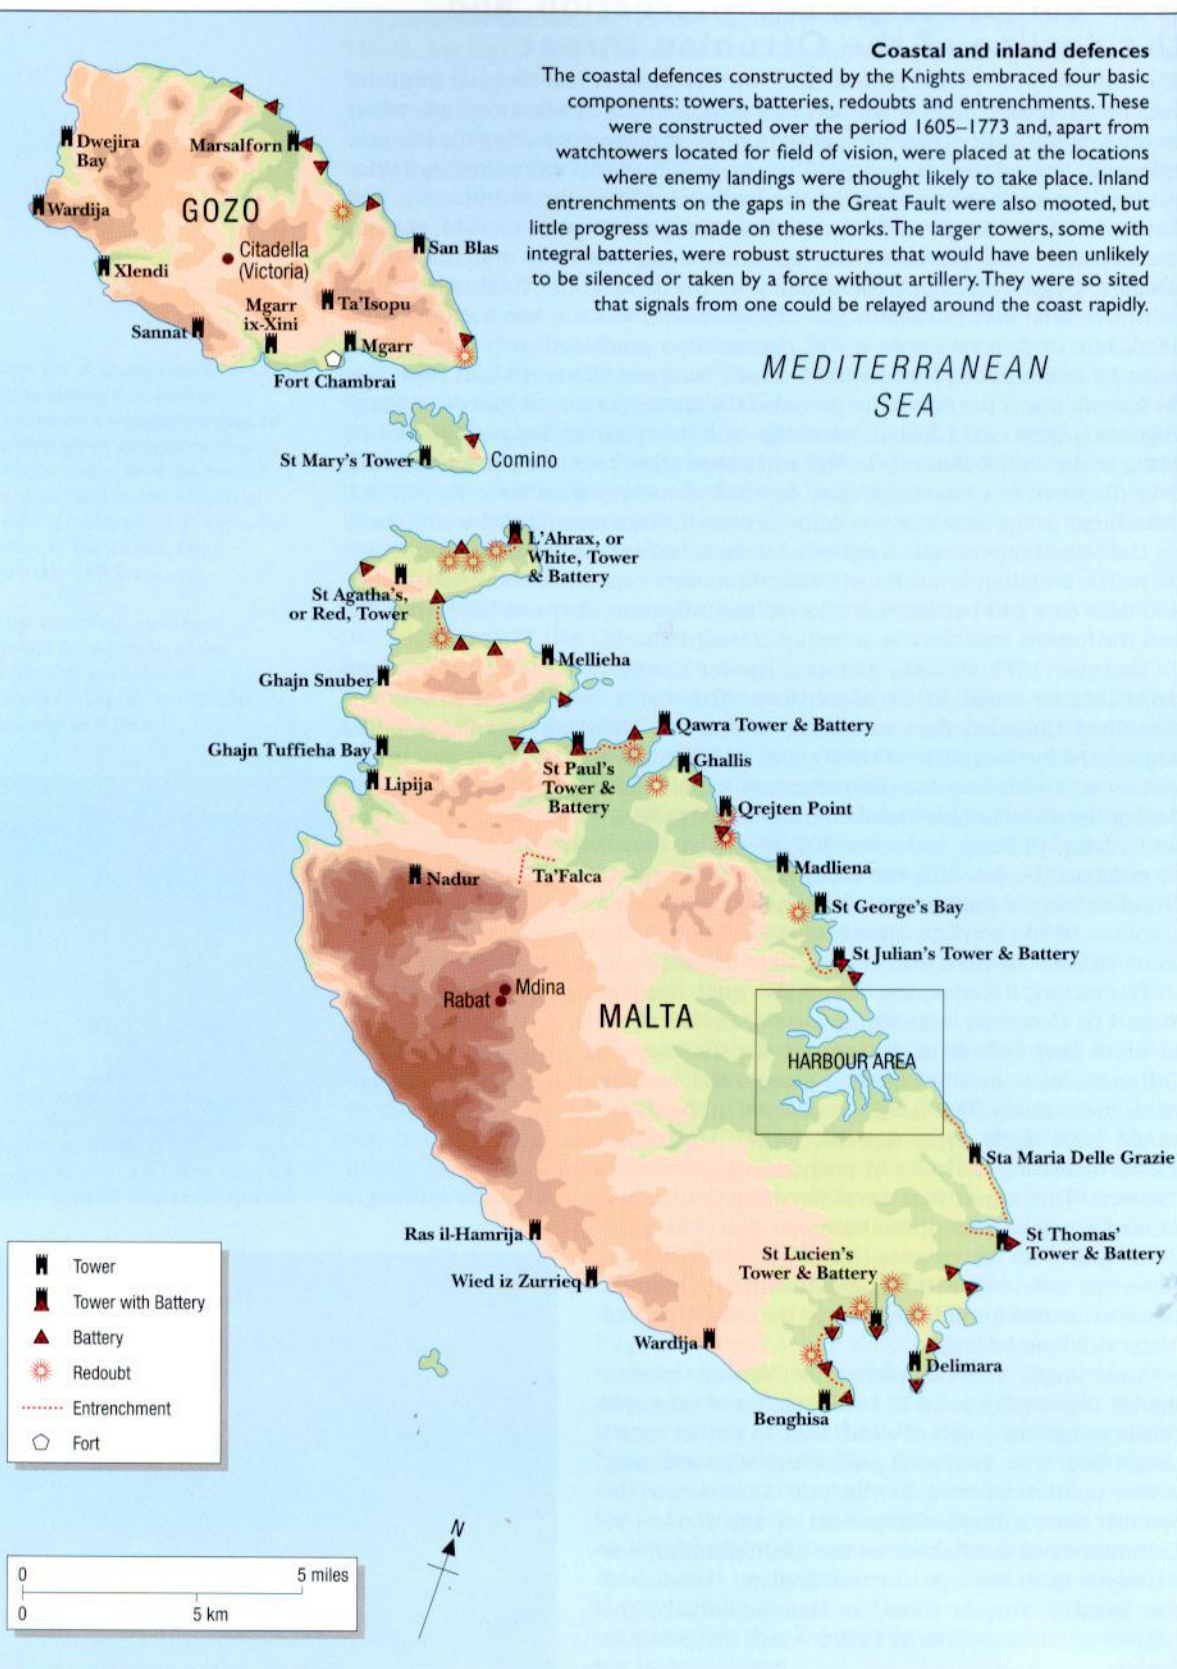 Coastal and inland defences
The coastal defences constructed by the Knights embraced four basic
components: towers, batteries, redoubts and entrenchments. These
were constructed over the period 1605–1773 and, apart from
watchtowers located for field of vision, were placed at the locations
where enemy landings were thought likely to take place. Inland
entrenchments on the gaps in the Great Fault were also mooted, but
little progress was made on these works. The larger towers, some with
integral batteries, were robust structures that would have been unlikely
to be silenced or taken by a force without artillery. They were so sited
that signals from one could be relayed around the coast rapidly.
MEDITERRANEAN
SEA
Dwejira
Bay
Marsalforn
Wardija
GOZO
Citadella
(Victoria)
San Blas
Xlendi
Mgarr
ix-Xini
Ta'Isopu
Sannat
Mgarr
Fort Chambrai
St Mary's Tower
Comino
L'Ahrax, or
White, Tower
& Battery
St Agatha's,
or Red, Tower
Mellieha
Ghajn Snuber
Qawra Tower & Battery
Ghajn Tuffieha Bay
Ghallis
St Paul's
Tower &
Battery
Lipija
Qrejten Point
Madliena
Nadur
Ta'Falca
St George's Bay
St Julian's Tower & Battery
Mdina
Rabat
MALTA
HARBOUR AREA
Sta Maria Delle Grazie
Ras il-Hamrija
St Thomas'
Tower & Battery
St Lucien's
Tower & Battery
Wied iz Zurrieq
Wardija
Delimara
Benghisa
Tower
Tower with Battery
Battery
Redoubt
Entrenchment
Fort
N
0 5 miles
0 5 km